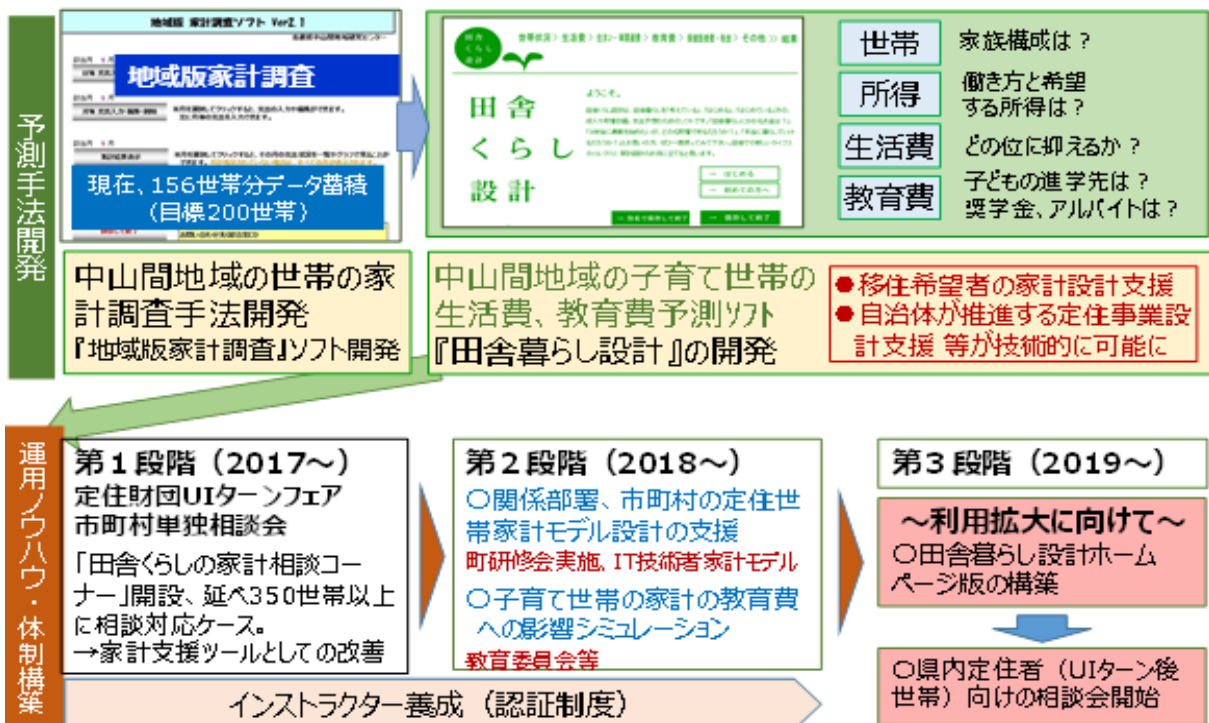 予測手法開発
地域版 家計調査ソフト Ver2.1
地域版家計調査
現在、156世帯分データ蓄積
(目標200世帯)
田舎
くらし
設計
ようこそ。
世帯
家族構成は?
所得
働き方と希望
する所得は?
生活費
どの位に抑えるか?
教育費
子どもの進学先は?
奨学金、アルバイトは?
中山間地域の世帯の家
計調査手法開発
『地域版家計調査』ソフト開発
中山間地域の子育て世帯の
生活費、教育費予測ソフト
『田舎暮らし設計』の開発
●移住希望者の家計設計支援
●自治体が推進する定住事業設
計支援 等が技術的に可能に
運用ノウハウ・体制構築
第1段階(2017~)
定住財団UIターンフェア
市町村単独相談会
「田舎くらしの家計相談コー
ナー」開設、延べ350世帯以上
に相談対応ケース。
→家計支援ツールとしての改善
第2段階(2018~)
○関係部署、市町村の定住世
帯家計モデル設計の支援
町研修会実施、IT技術者家計モデル
○子育て世帯の家計の教育費
への影響シミュレーション
教育委員会等
第3段階(2019~)
~利用拡大に向けて~
○田舎暮らし設計ホーム
ページ版の構築
○県内定住者(UIターン後
世帯)向けの相談会開始
インストラクター養成(認証制度)